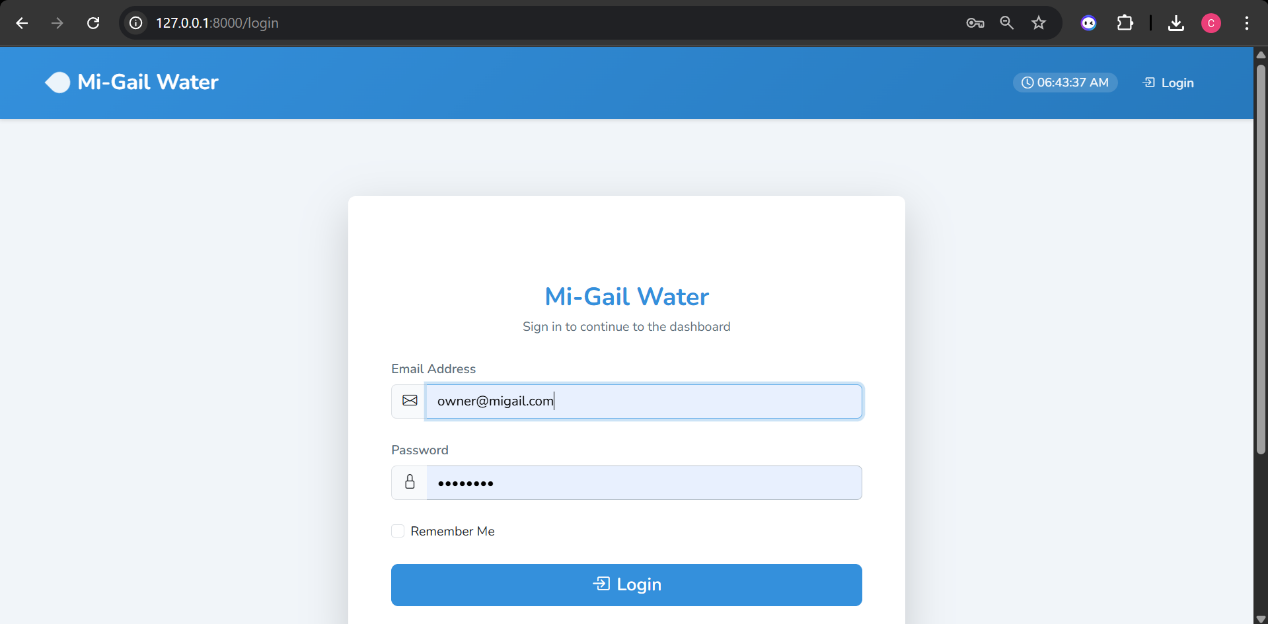 127.0.0.1:8000/login
C
Mi-Gail Water
06:43:37 AM
Login
Mi-Gail Water
Sign in to continue to the dashboard
Email Address
owner@migail.com
Password
••••••••
Remember Me
Login